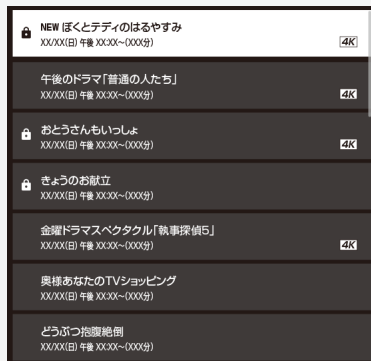 NEW ぼくとテディのはるやすみ
XX/XX(日) 午後 XX:XX～(XXX分)
4K
午後のドラマ「普通の人たち」
XX/XX(日) 午後 XX:XX～(XXX分)
4K
おとうさんもいっしょ
XX/XX(日) 午後 XX:XX～(XXX分)
4K
きょうのお献立
XX/XX(日) 午後 XX:XX～(XXX分)
金曜ドラマスペクタクル「執事探偵5」
XX/XX(日) 午後 XX:XX～(XXX分)
4K
奥様あなたのTVショッピング
XX/XX(日) 午後 XX:XX～(XXX分)
どうぶつ抱腹絶倒
XX/XX(日) 午後 XX:XX～(XXX分)